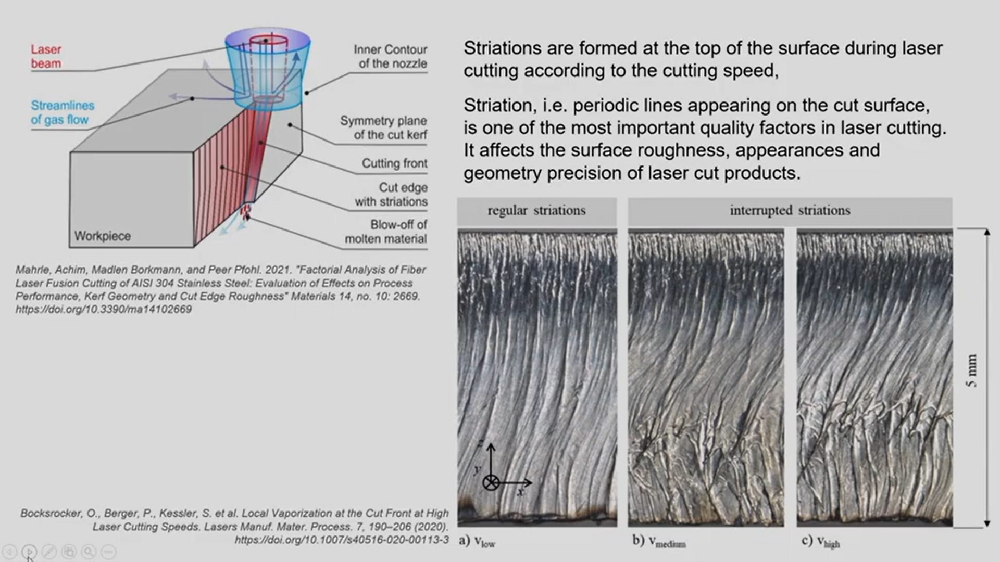 Laser
beam
Streamlines
of gas flow
Workpiece
Inner Contour
of the nozzle
Symmetry plane
of the cut kerf
Cutting front
Cut edge
with striations
Blow-off of
molten material
Mahrle, Achim, Madlen Borkmann, and Peer Pfohl. 2021. "Factorial Analysis of Fiber
Laser Fusion Cutting of AISI 304 Stainless Steel: Evaluation of Effects on Process
Performance, Kerf Geometry and Cut Edge Roughness" Materials 14, no. 10: 2669.
https://doi.org/10.3390/ma14102669
Striations are formed at the top of the surface during laser
cutting according to the cutting speed,
Striation, i.e. periodic lines appearing on the cut surface,
is one of the most important quality factors in laser cutting.
It affects the surface roughness, appearances and
geometry precision of laser cut products.
regular striations
interrupted striations
z
y
x
5 mm
a) vlow
b) vmedium
c) vhigh
Bocksrocker, O., Berger, P., Kessler, S. et al. Local Vaporization at the Cut Front at High
Laser Cutting Speeds. Lasers Manuf. Mater. Process. 7, 190–206 (2020).
https://doi.org/10.1007/s40516-020-00113-3